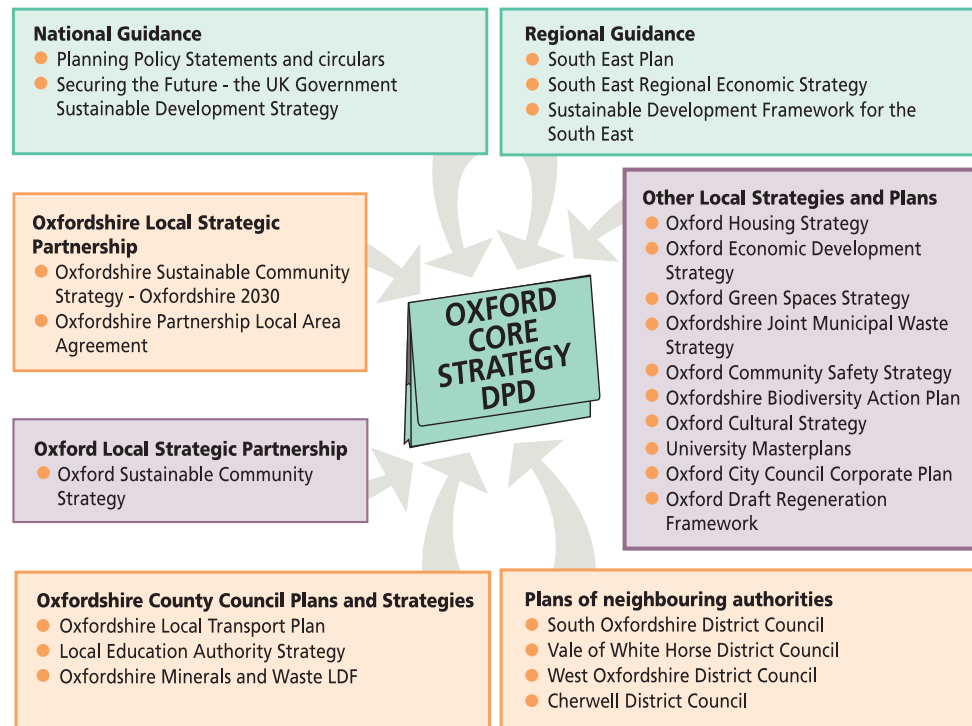 National Guidance
Planning Policy Statements and circulars
Securing the Future - the UK Government
Sustainable Development Strategy
Regional Guidance
South East Plan
South East Regional Economic Strategy
Sustainable Development Framework for the
South East
Oxfordshire Local Strategic
Partnership
Oxfordshire Sustainable Community
Strategy - Oxfordshire 2030
Oxfordshire Partnership Local Area
Agreement
OXFORD
CORE
STRATEGY
DPD
Other Local Strategies and Plans
Oxford Housing Strategy
Oxford Economic Development
Strategy
Oxford Green Spaces Strategy
Oxfordshire Joint Municipal Waste
Strategy
Oxford Community Safety Strategy
Oxfordshire Biodiversity Action Plan
Oxford Cultural Strategy
University Masterplans
Oxford City Council Corporate Plan
Oxford Draft Regeneration
Framework
Oxford Local Strategic Partnership
Oxford Sustainable Community
Strategy
Oxfordshire County Council Plans and Strategies
Oxfordshire Local Transport Plan
Local Education Authority Strategy
Oxfordshire Minerals and Waste LDF
Plans of neighbouring authorities
South Oxfordshire District Council
Vale of White Horse District Council
West Oxfordshire District Council
Cherwell District Council